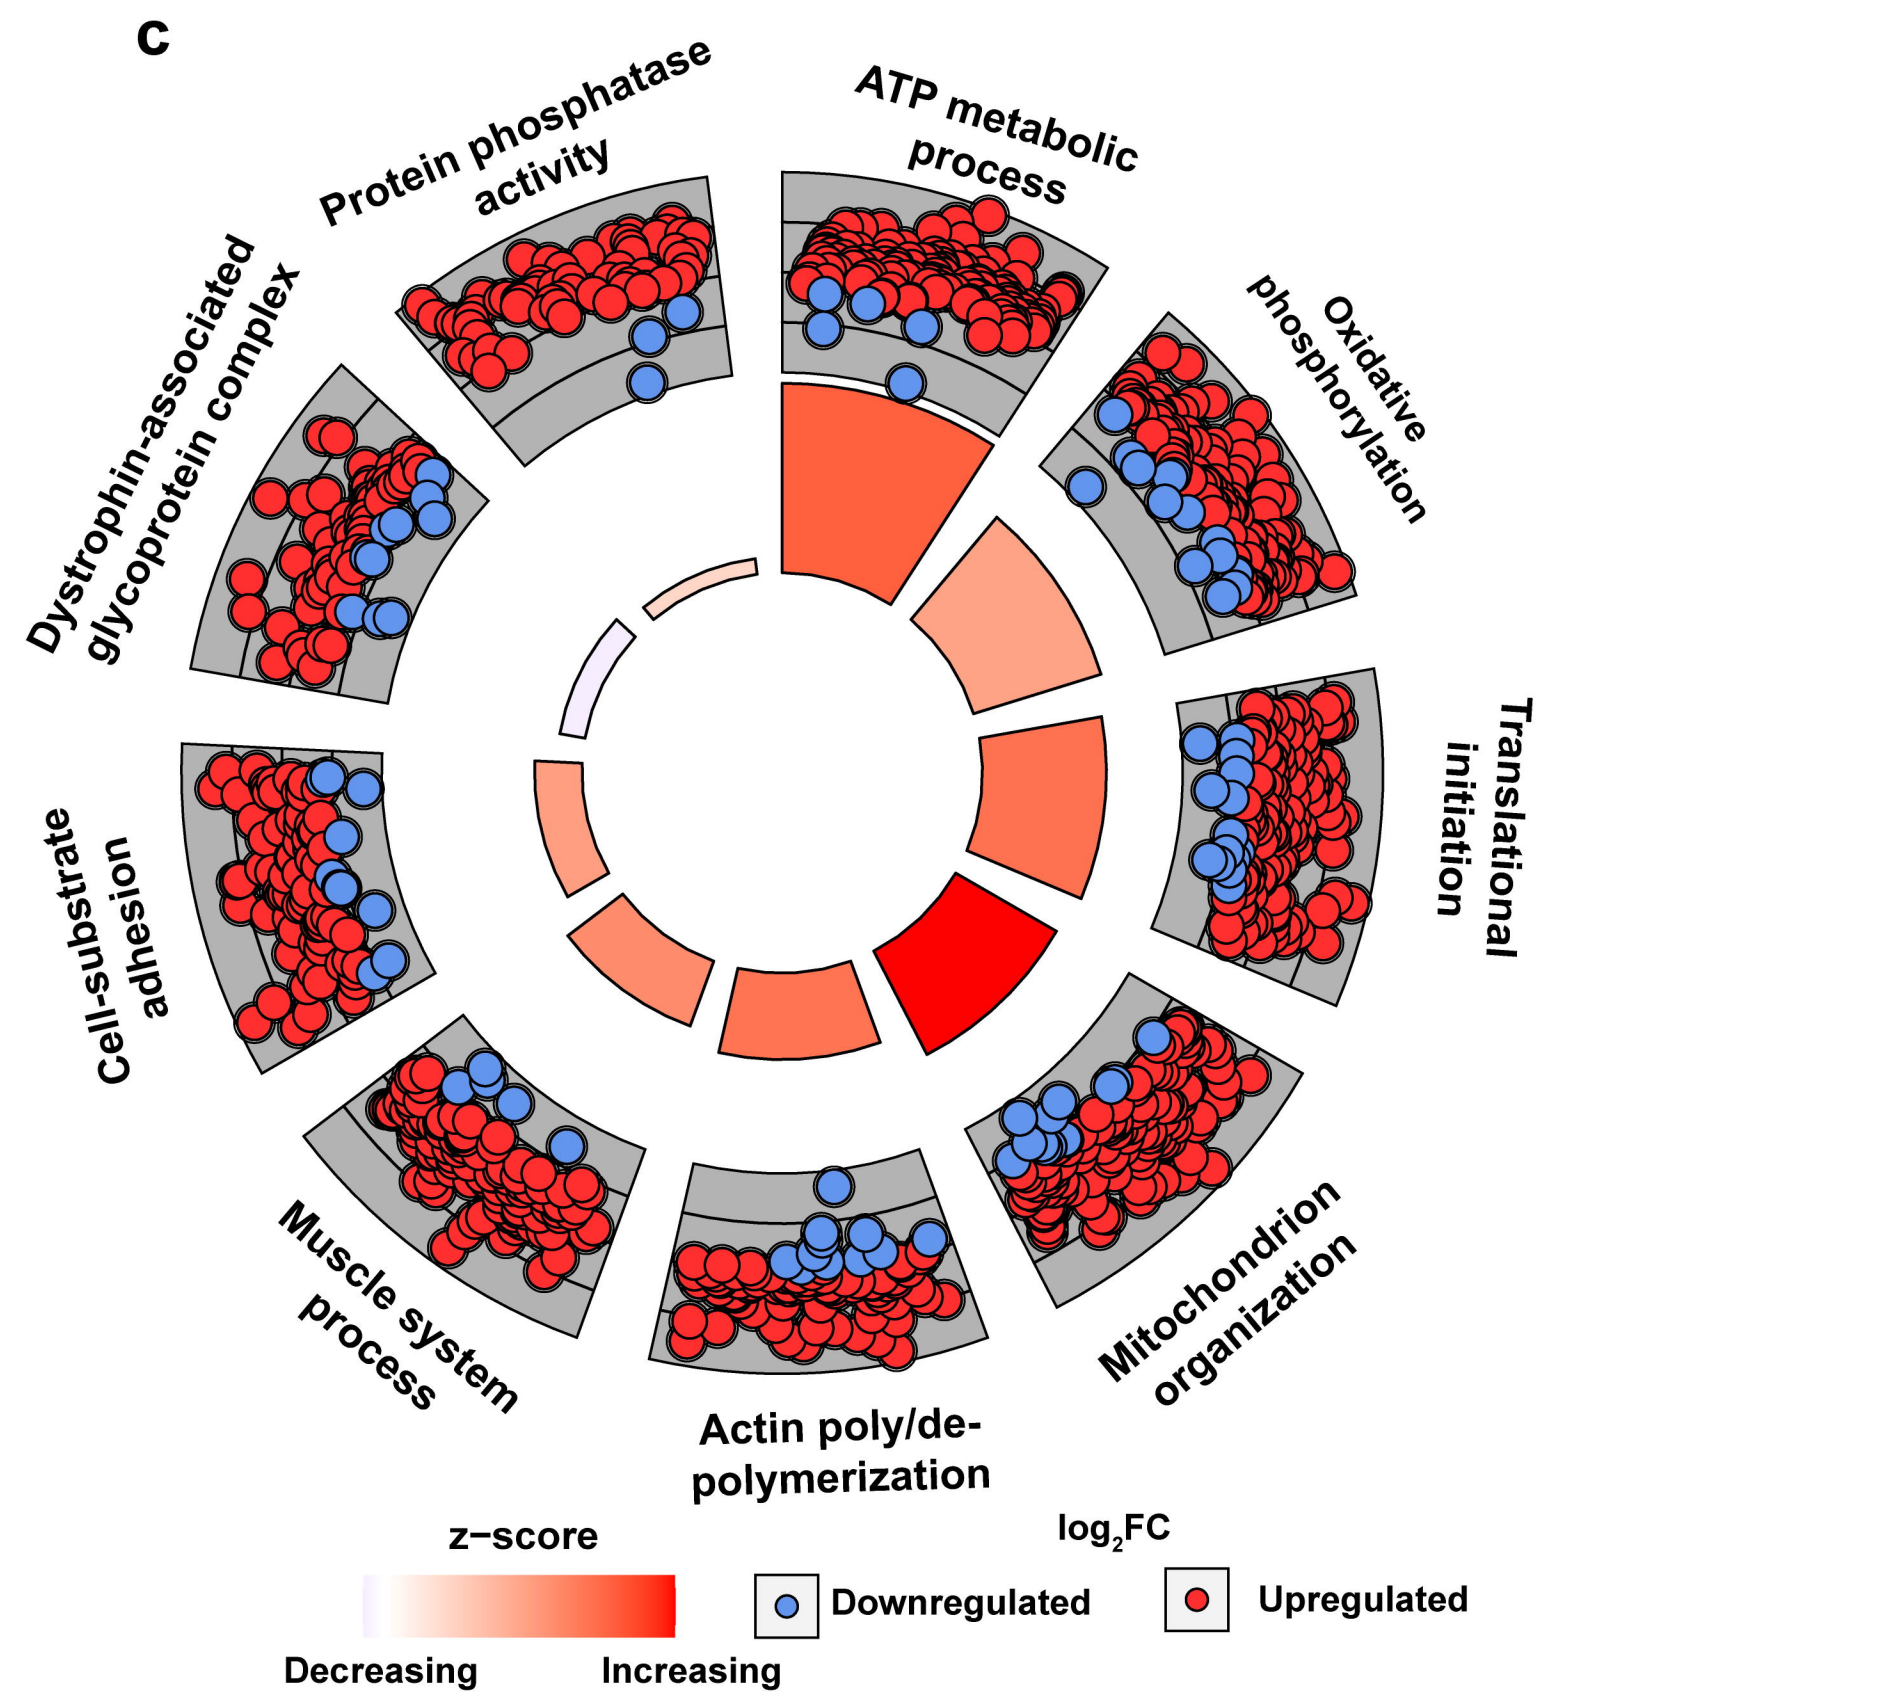 c
ATP metabolic
process
Oxidative
phosphorylation
Translational
initiation
Mitochondrion
organization
Actin poly/de-
polymerization
Muscle system
process
Cell-substrate
adhesion
Dystrophin-associated
glycoprotein complex
Protein phosphatase
activity
z−score
Decreasing
Increasing
log₂FC
Downregulated
Upregulated